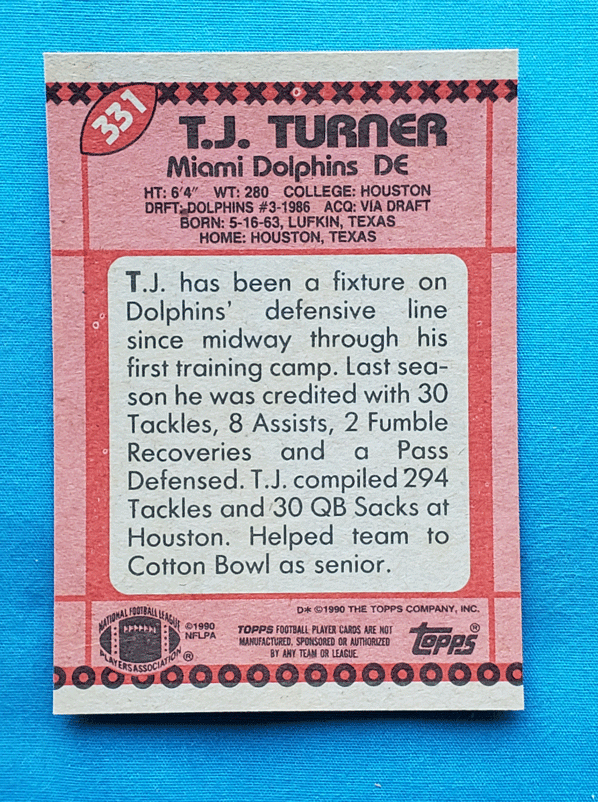 331
T.J. TURNER
Miami Dolphins DE
HT: 6'4" WT: 280 COLLEGE: HOUSTON
DRFT: DOLPHINS #3-1986 ACQ: VIA DRAFT
BORN: 5-16-63, LUFKIN, TEXAS
HOME: HOUSTON, TEXAS
T.J. has been a fixture on
Dolphins' defensive line
since midway through his
first training camp. Last sea-
son he was credited with 30
Tackles, 8 Assists, 2 Fumble
Recoveries and a Pass
Defensed. T.J. compiled 294
Tackles and 30 QB Sacks at
Houston. Helped team to
Cotton Bowl as senior.
D* ©1990 THE TOPPS COMPANY, INC.
NATIONAL FOOTBALL LEAGUE
PLAYERS
PLAYERS ASSOCIATION ®
©1990
NFLPA
TOPPS FOOTBALL PLAYER CARDS ARE NOT
MANUFACTURED, SPONSORED OR AUTHORIZED
BY ANY TEAM OR LEAGUE.
topps ®